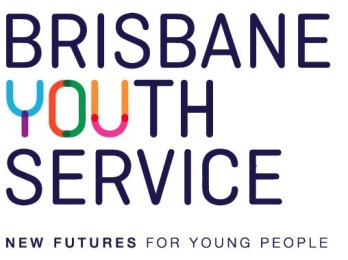 BRISBANE
YOUTH
SERVICE
NEW FUTURES FOR YOUNG PEOPLE